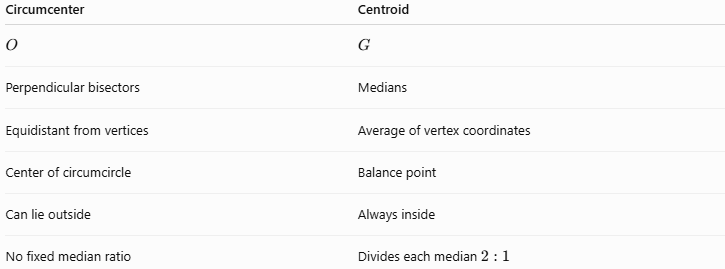 Circumcenter Centroid
O G
Perpendicular bisectors Medians
Equidistant from vertices Average of vertex coordinates
Center of circumcircle Balance point
Can lie outside Always inside
No fixed median ratio Divides each median 2 : 1